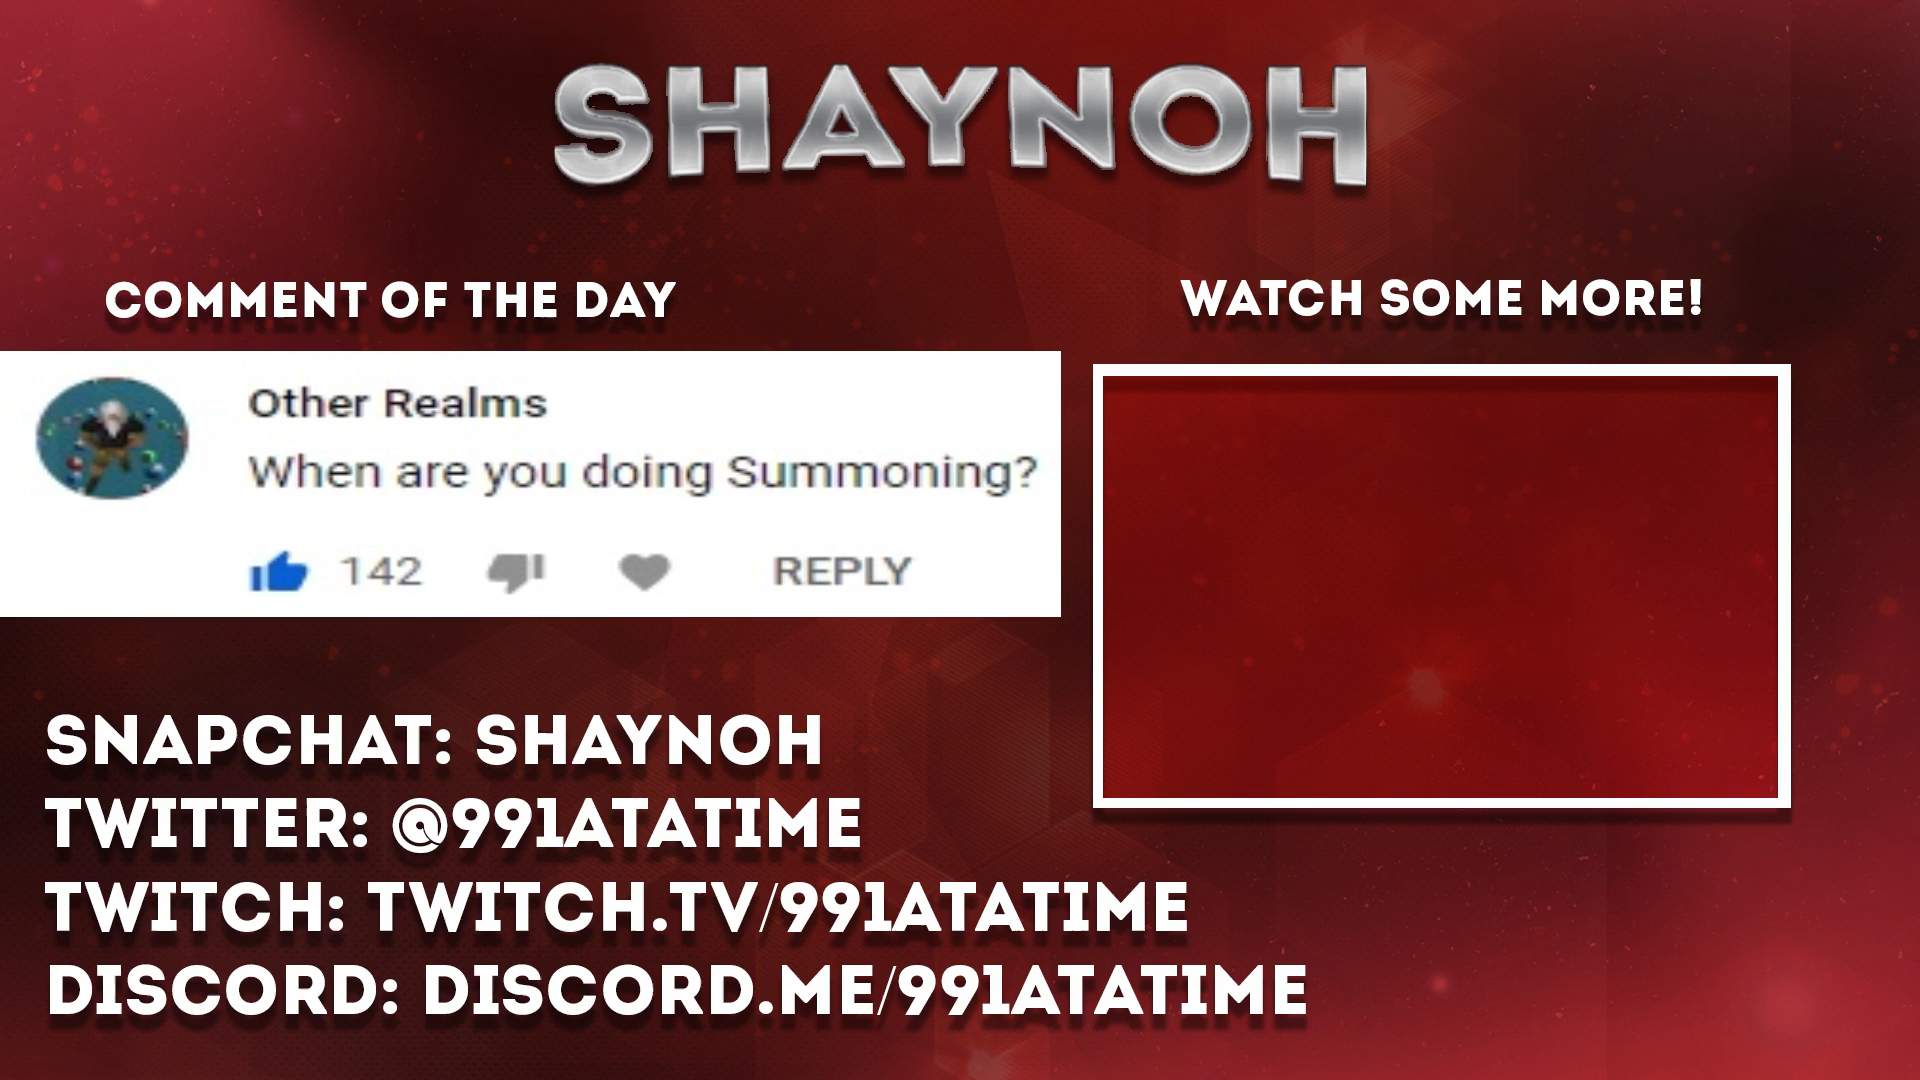 SHAYNOH
COMMENT OF THE DAY
Other Realms
When are you doing Summoning?
142 REPLY
WATCH SOME MORE!
SNAPCHAT: SHAYNOH
TWITTER: @991ATATIME
TWITCH: TWITCH.TV/991ATATIME
DISCORD: DISCORD.ME/991ATATIME